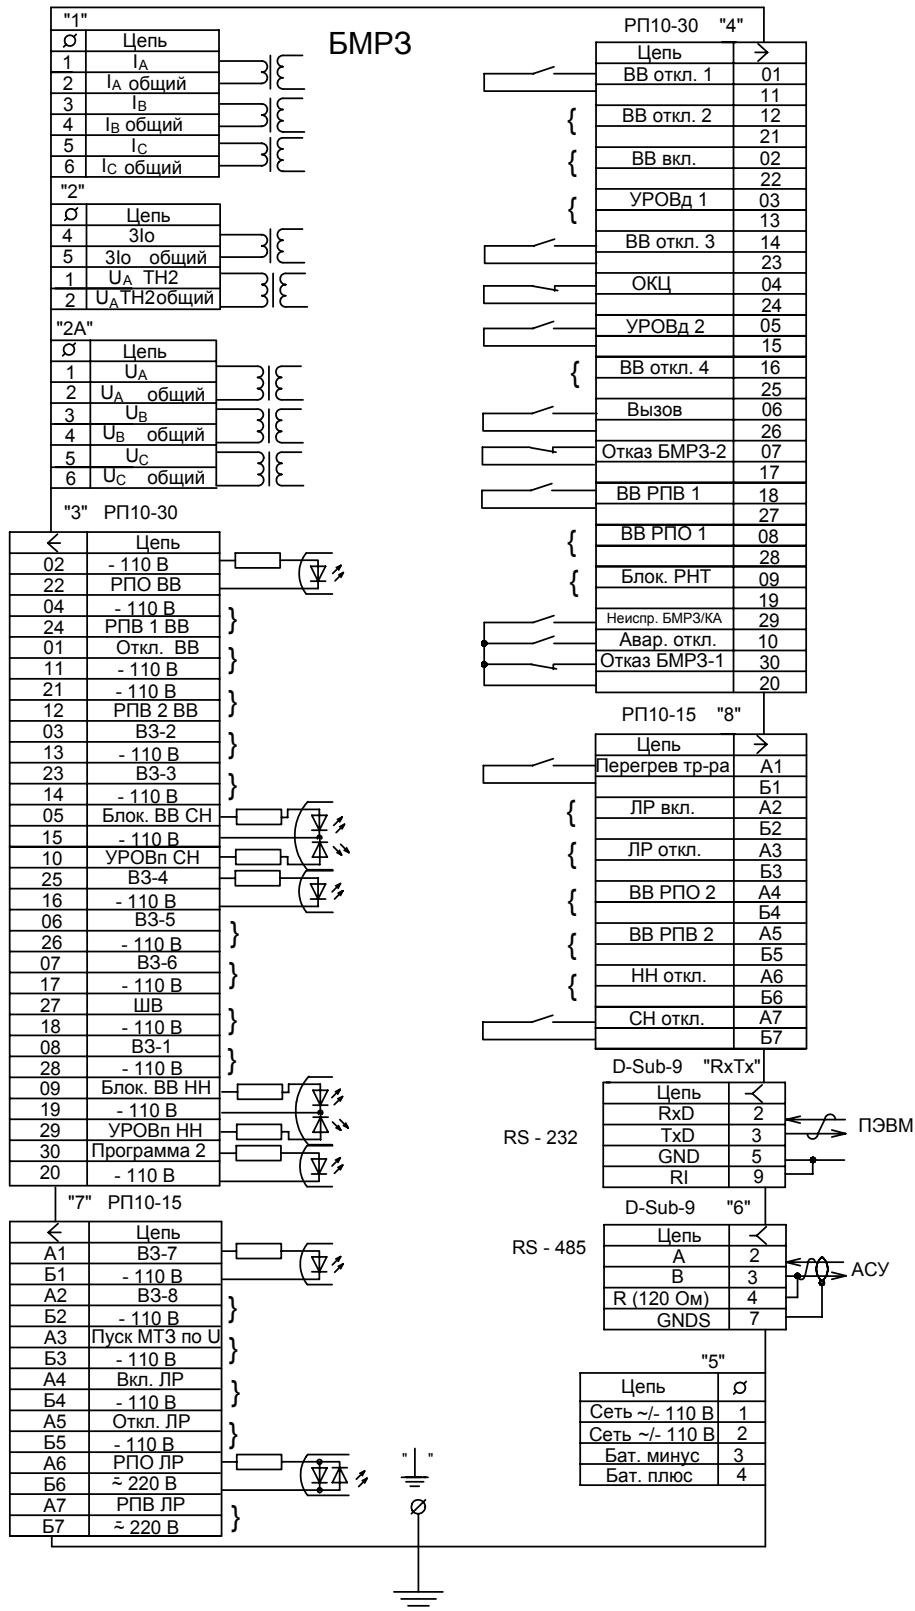 БМРЗ
"1"
Ø Цепь
1 IA
2 IA общий
3 IB
4 IB общий
5 IC
6 IC общий
"2"
Ø Цепь
4 3Io
5 3Io общий
1 UA ТН2
2 UA ТН2 общий
"2А"
Ø Цепь
1 UA
2 UA общий
3 UB
4 UB общий
5 UC
6 UC общий
"3" РП10-30
Цепь
02 - 110 В
22 РПО ВВ
04 - 110 В
24 РПВ 1 ВВ
01 Откл. ВВ
11 - 110 В
21 - 110 В
12 РПВ 2 ВВ
03 ВЗ-2
13 - 110 В
23 ВЗ-3
14 - 110 В
05 Блок. ВВ СН
15 - 110 В
10 УРОВп СН
25 ВЗ-4
16 - 110 В
06 ВЗ-5
26 - 110 В
07 ВЗ-6
17 - 110 В
27 ШВ
18 - 110 В
08 ВЗ-1
28 - 110 В
09 Блок. ВВ НН
19 - 110 В
29 УРОВп НН
30 Программа 2
20 - 110 В
"7" РП10-15
Цепь
А1 ВЗ-7
Б1 - 110 В
А2 ВЗ-8
Б2 - 110 В
А3 Пуск МТЗ по U
Б3 - 110 В
А4 Вкл. ЛР
Б4 - 110 В
А5 Откл. ЛР
Б5 - 110 В
А6 РПО ЛР
Б6 ≂ 220 В
А7 РПВ ЛР
Б7 ≂ 220 В
РП10-30 "4"
Цепь
ВВ откл. 1 01
11
ВВ откл. 2 12
21
ВВ вкл. 02
22
УРОВд 1 03
13
ВВ откл. 3 14
23
ОКЦ 04
24
УРОВд 2 05
15
ВВ откл. 4 16
25
Вызов 06
26
Отказ БМРЗ-2 07
17
ВВ РПВ 1 18
27
ВВ РПО 1 08
28
Блок. РНТ 09
19
Неиспр. БМРЗ/КА 29
Авар. откл. 10
Отказ БМРЗ-1 30
20
РП10-15 "8"
Цепь
Перегрев тр-ра А1
Б1
ЛР вкл. А2
Б2
ЛР откл. А3
Б3
ВВ РПО 2 А4
Б4
ВВ РПВ 2 А5
Б5
НН откл. А6
Б6
СН откл. А7
Б7
D-Sub-9 "RxTx"
RS - 232
Цепь
RxD 2
TxD 3
GND 5
RI 9
ПЭВМ
D-Sub-9 "6"
RS - 485
Цепь
A 2
B 3
R (120 Ом) 4
GNDS 7
АСУ
"5"
Цепь Ø
Сеть ~/- 110 В 1
Сеть ~/- 110 В 2
Бат. минус 3
Бат. плюс 4